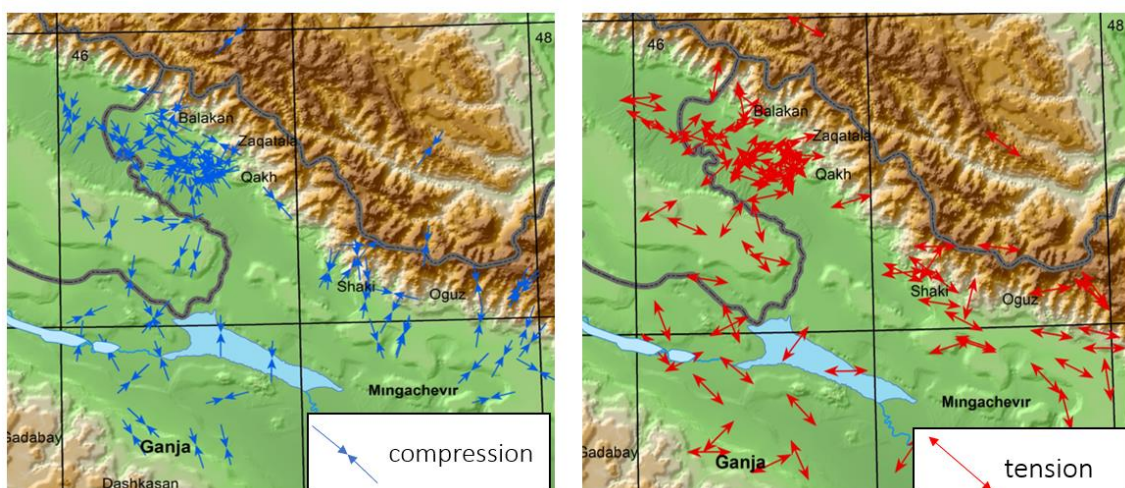 46
48
Balakan
Zaqatala
Qakh
Shaki
Oguz
Mıngachevır
Gadabay
Ganja
Dashkasan
compression
46
48
Balakan
Zaqatala
Qakh
Shaki
Oguz
Mıngachevır
Gadabay
Ganja
tension